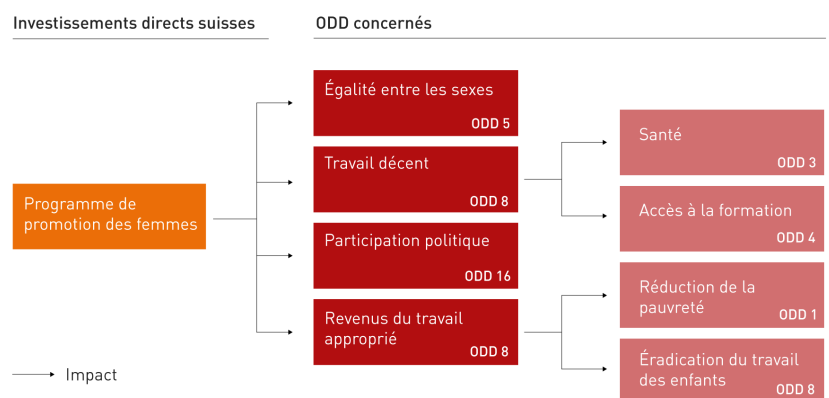 Investissements directs suisses
ODD concernés
Programme de
promotion des femmes
Égalité entre les sexes
ODD 5
Travail décent
ODD 8
Participation politique
ODD 16
Revenus du travail
approprié
ODD 8
Santé
ODD 3
Accès à la formation
ODD 4
Réduction de la
pauvreté
ODD 1
Éradication du travail
des enfants
ODD 8
Impact